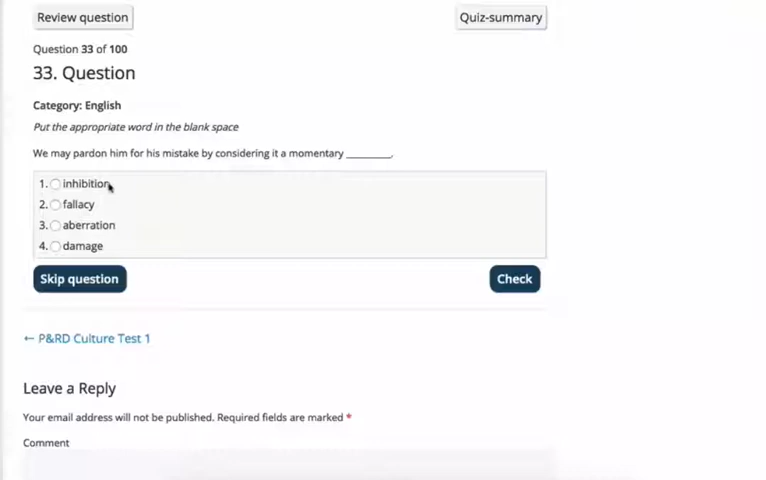 Review question
Quiz-summary
Question 33 of 100
33. Question
Category: English
Put the appropriate word in the blank space
We may pardon him for his mistake by considering it a momentary ________.
1. inhibition
2. fallacy
3. aberration
4. damage
Skip question
Check
← P&RD Culture Test 1
Leave a Reply
Your email address will not be published. Required fields are marked *
Comment